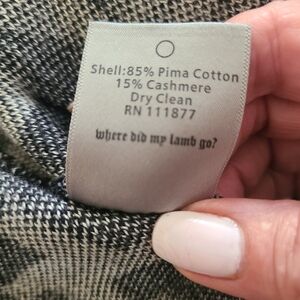 Shell:85% Pima Cotton
15% Cashmere
Dry Clean
RN 111877
where did my lamb go?